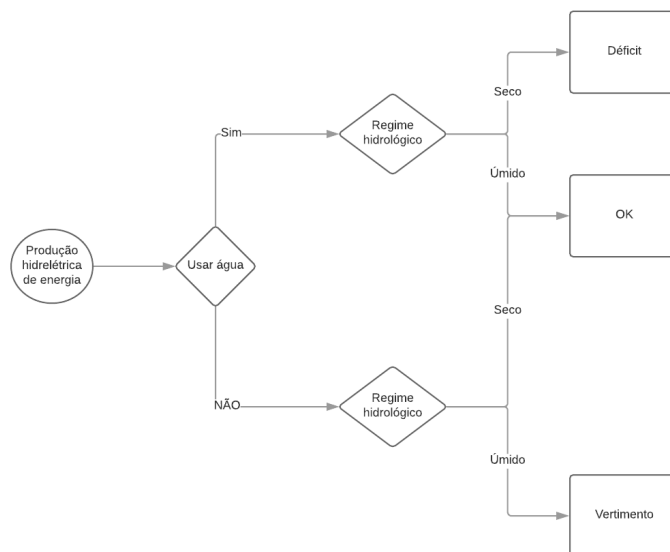 Déficit
Seco
Sim
Regime
hidrológico
Úmido
OK
Produção
hidrelétrica
de energia
Usar água
Seco
NÃO
Regime
hidrológico
Úmido
Vertimento